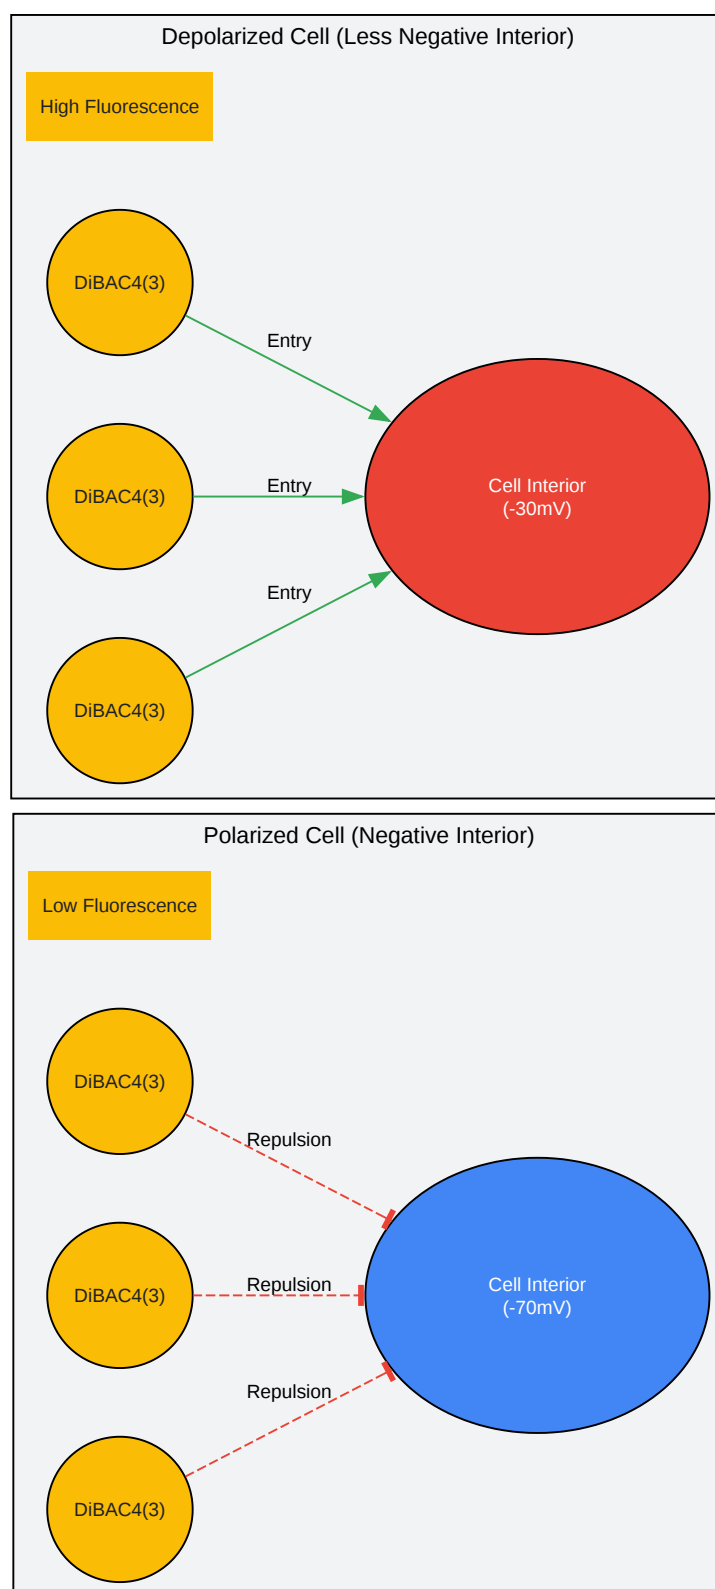 Depolarized Cell (Less Negative Interior)
High Fluorescence
DiBAC4(3)
Entry
DiBAC4(3)
Entry
Cell Interior
(-30mV)
Entry
DiBAC4(3)
Polarized Cell (Negative Interior)
Low Fluorescence
DiBAC4(3)
Repulsion
DiBAC4(3)
Repulsion
Cell Interior
(-70mV)
Repulsion
DiBAC4(3)